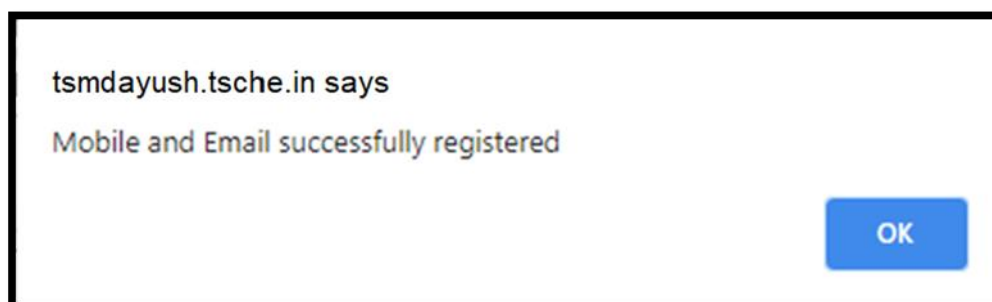 tsmdayush.tsche.in says
Mobile and Email successfully registered
OK